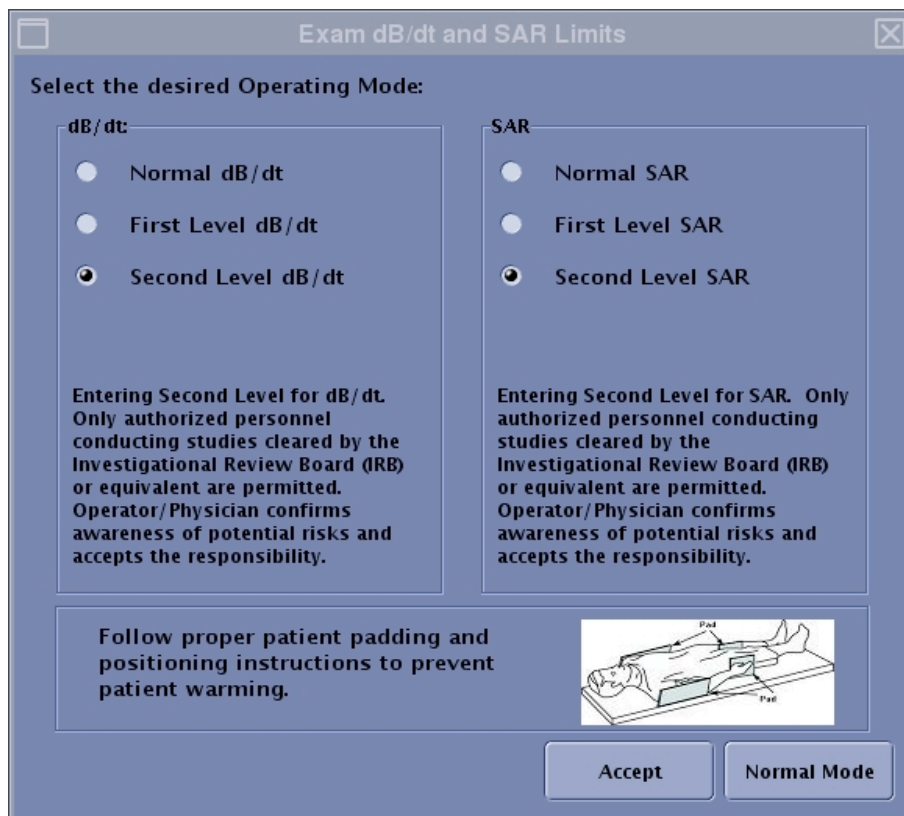 Exam dB/dt and SAR Limits
Select the desired Operating Mode:
dB/dt:
Normal dB/dt
First Level dB/dt
Second Level dB/dt
Entering Second Level for dB/dt.
Only authorized personnel
conducting studies cleared by the
Investigational Review Board (IRB)
or equivalent are permitted.
Operator/Physician confirms
awareness of potential risks and
accepts the responsibility.
SAR
Normal SAR
First Level SAR
Second Level SAR
Entering Second Level for SAR.  Only
authorized personnel conducting
studies cleared by the
Investigational Review Board (IRB)
or equivalent are permitted.
Operator/Physician confirms
awareness of potential risks and
accepts the responsibility.
Follow proper patient padding and
positioning instructions to prevent
patient warming.
Pad
Pad
Accept
Normal Mode